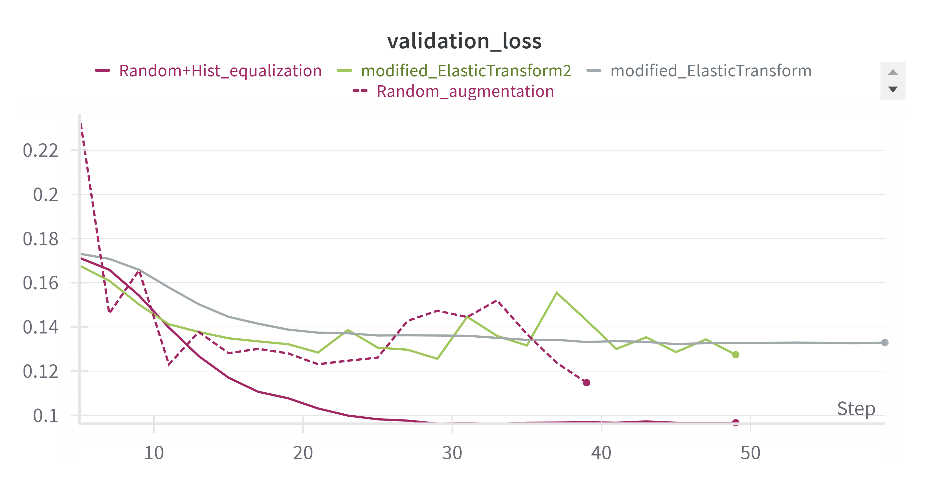 validation_loss
Random+Hist_equalization modified_ElasticTransform2 modified_ElasticTransform
Random_augmentation
0.22
0.2
0.18
0.16
0.14
0.12
0.1
Step
10 20 30 40 50